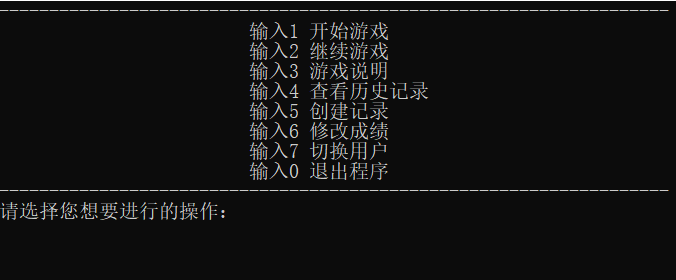 -------------------------------------------------------------------
输入1 开始游戏
输入2 继续游戏
输入3 游戏说明
输入4 查看历史记录
输入5 创建记录
输入6 修改成绩
输入7 切换用户
输入0 退出程序
-------------------------------------------------------------------
请选择您想要进行的操作: